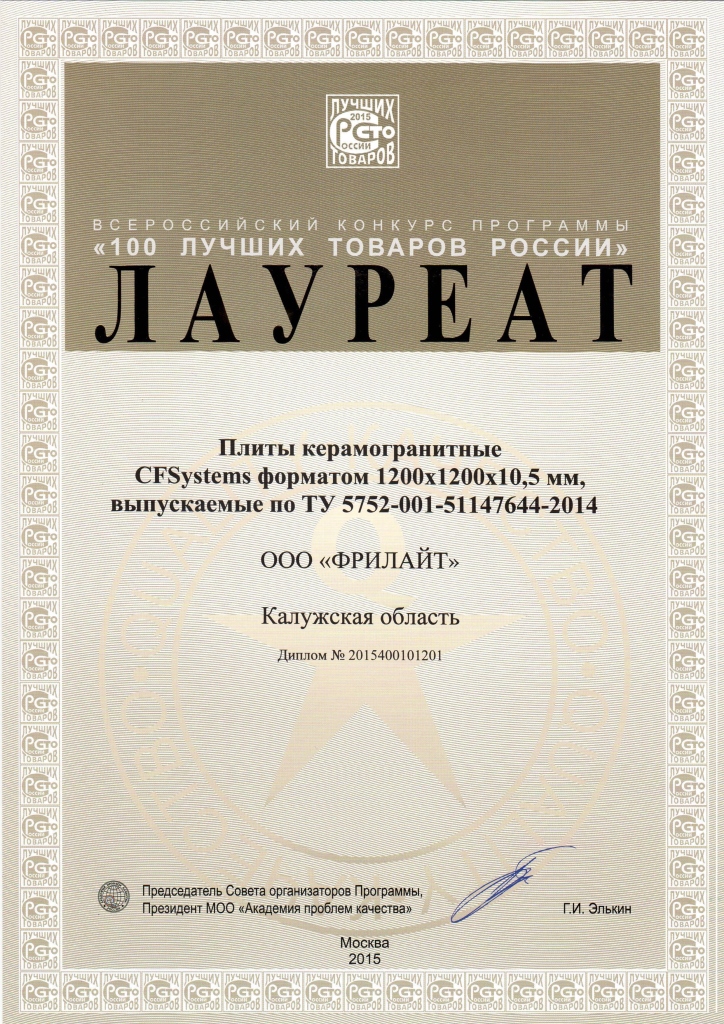 ЛУЧШИХ
2015
РСто
ОССИИ
ТОВАРОВ
ВСЕРОССИЙСКИЙ КОНКУРС ПРОГРАММЫ
«100 ЛУЧШИХ ТОВАРОВ РОССИИ»
ЛАУРЕАТ
Плиты керамогранитные
CFSystems форматом 1200х1200х10,5 мм,
выпускаемые по ТУ 5752-001-51147644-2014
ООО «ФРИЛАЙТ»
Калужская область
Диплом № 2015400101201
Председатель Совета организаторов Программы,
Президент МОО «Академия проблем качества»
Г.И. Элькин
Москва
2015